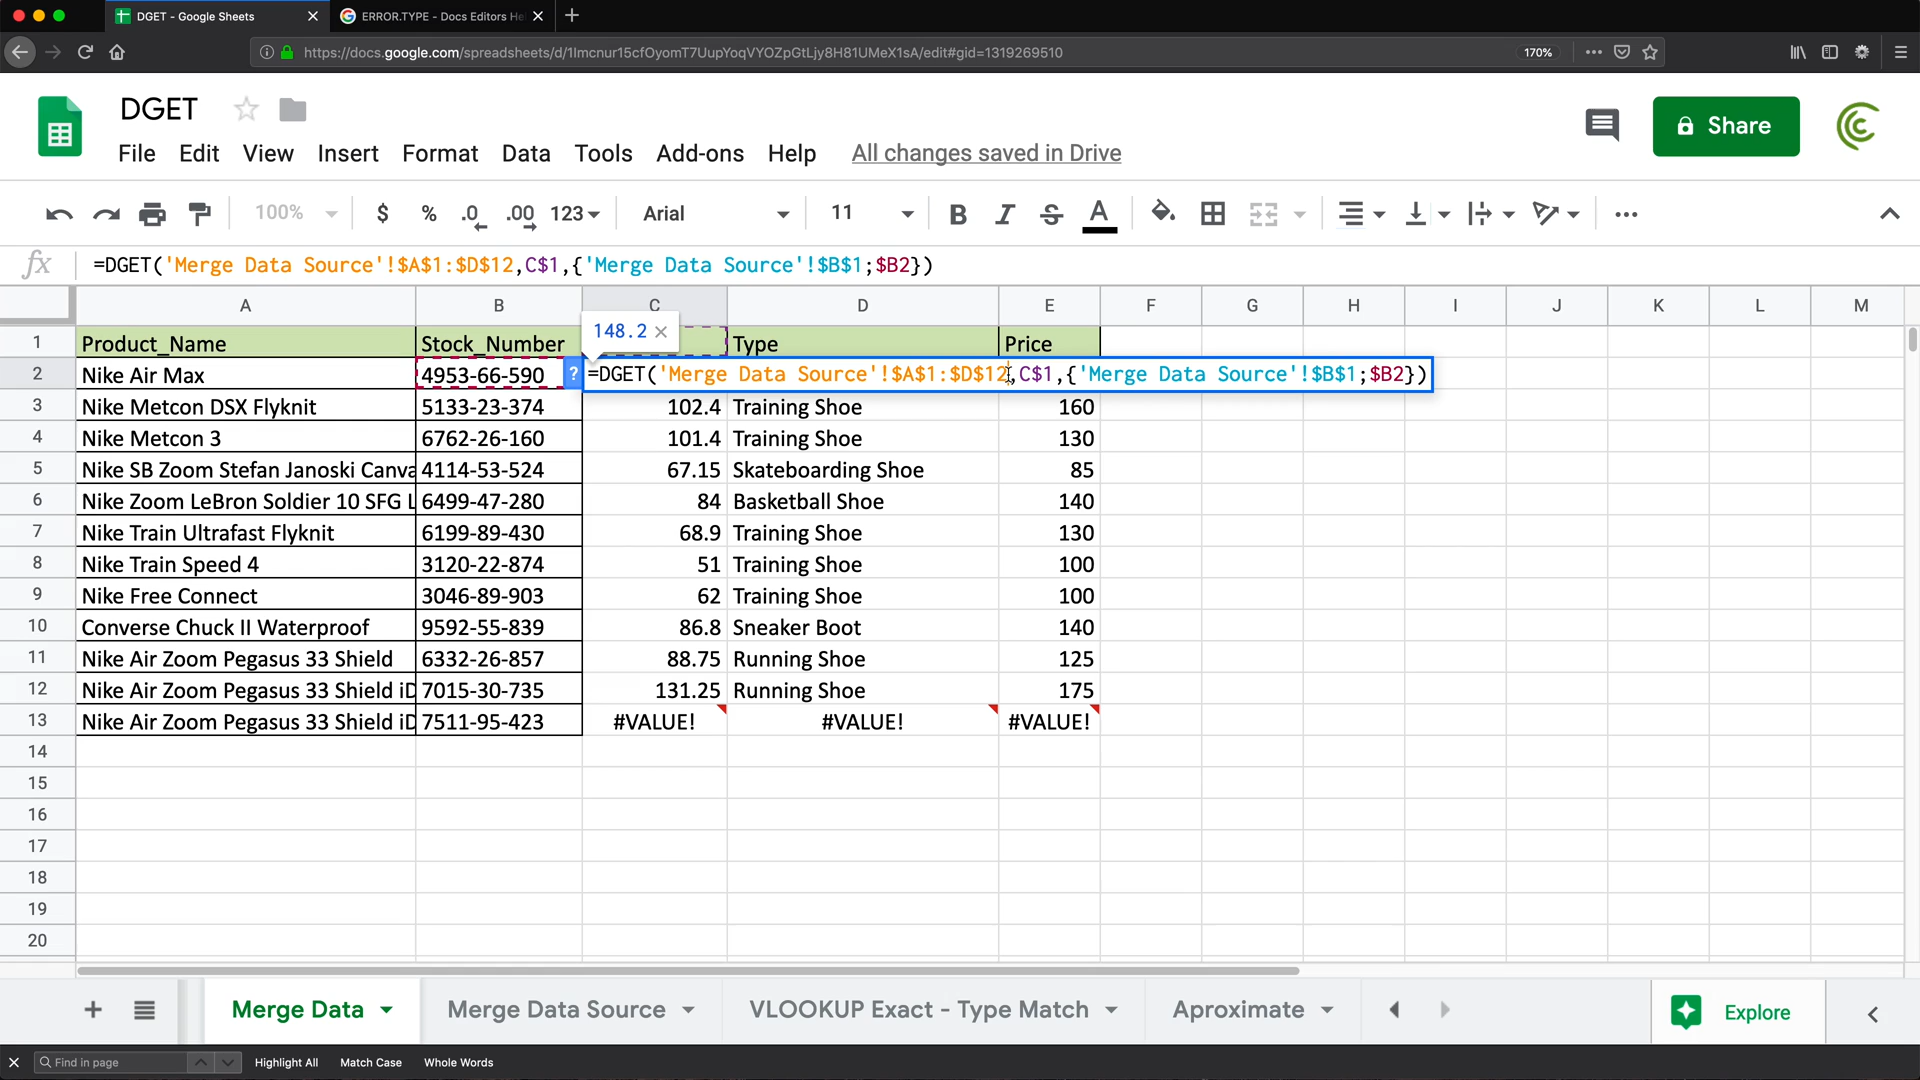 DGET - Google Sheets
ERROR.TYPE - Docs Editors He
https://docs.google.com/spreadsheets/d/1Imcnur15cfOyomT7UupYoqVYOZpGtLjy8H81UMeX1sA/edit#gid=1319269510
170%
DGET
Share
File Edit View Insert Format Data Tools Add-ons Help All changes saved in Drive
100% $ % .0 .00 123 Arial 11 B I S A
fx =DGET('Merge Data Source'!$A$1:$D$12,C$1,{'Merge Data Source'!$B$1;$B2})
A B C D E F G H I J K L M
148.2
1 Product_Name Stock_Number Type Price
2 Nike Air Max 4953-66-590 ? =DGET('Merge Data Source'!$A$1:$D$12,C$1,{'Merge Data Source'!$B$1;$B2})
3 Nike Metcon DSX Flyknit 5133-23-374 102.4 Training Shoe 160
4 Nike Metcon 3 6762-26-160 101.4 Training Shoe 130
5 Nike SB Zoom Stefan Janoski Canva 4114-53-524 67.15 Skateboarding Shoe 85
6 Nike Zoom LeBron Soldier 10 SFG L 6499-47-280 84 Basketball Shoe 140
7 Nike Train Ultrafast Flyknit 6199-89-430 68.9 Training Shoe 130
8 Nike Train Speed 4 3120-22-874 51 Training Shoe 100
9 Nike Free Connect 3046-89-903 62 Training Shoe 100
10 Converse Chuck II Waterproof 9592-55-839 86.8 Sneaker Boot 140
11 Nike Air Zoom Pegasus 33 Shield 6332-26-857 88.75 Running Shoe 125
12 Nike Air Zoom Pegasus 33 Shield iD 7015-30-735 131.25 Running Shoe 175
13 Nike Air Zoom Pegasus 33 Shield iD 7511-95-423 #VALUE! #VALUE! #VALUE!
14
15
16
17
18
19
20
Merge Data Merge Data Source VLOOKUP Exact - Type Match Aproximate Explore
Find in page Highlight All Match Case Whole Words